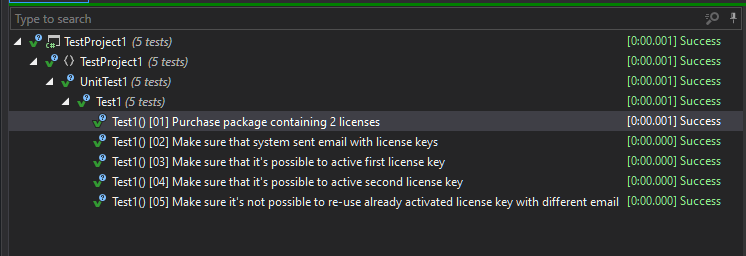 Type to search
TestProject1 (5 tests) [0:00.001] Success
TestProject1 (5 tests) [0:00.001] Success
UnitTest1 (5 tests) [0:00.001] Success
Test1 (5 tests) [0:00.001] Success
Test1() [01] Purchase package containing 2 licenses [0:00.001] Success
Test1() [02] Make sure that system sent email with license keys [0:00.000] Success
Test1() [03] Make sure that it's possible to active first license key [0:00.000] Success
Test1() [04] Make sure that it's possible to active second license key [0:00.000] Success
Test1() [05] Make sure it's not possible to re-use already activated license key with different email [0:00.000] Success